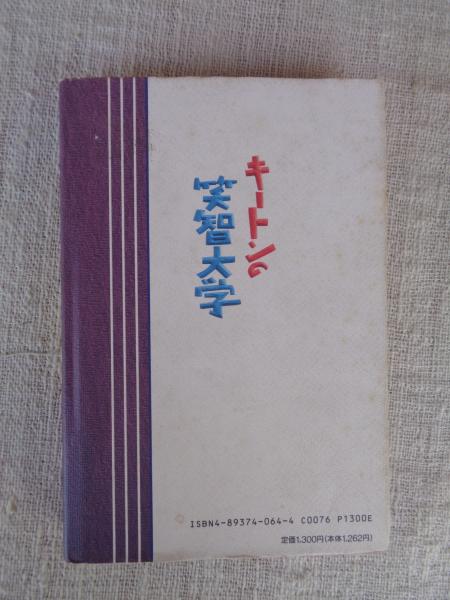 キートンの
笑智大学
ISBN4-89374-064-4 C0076 P1300E
定価1,300円(本体1,262円)